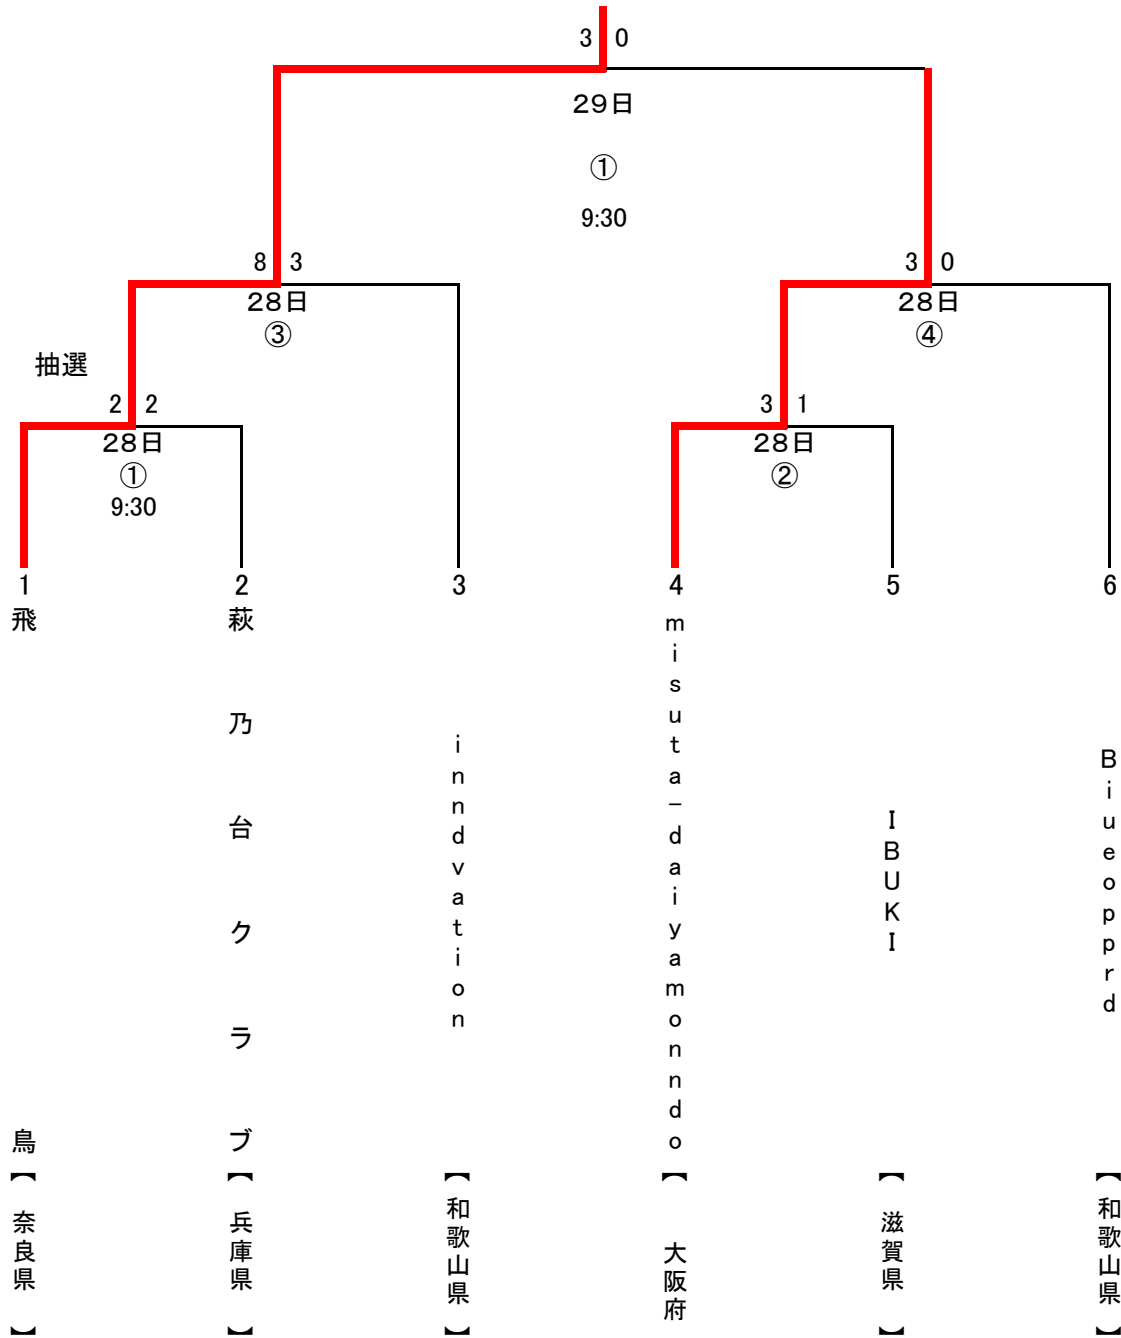 3 0
29日
①
9:30
8 3
3 0
28日
③
28日
④
抽選
2 2
3 1
28日
①
9:30
28日
②
1
2
3
4
5
6
飛鳥
【奈良県】
萩乃台クラブ
【兵庫県】
inndvation
【和歌山県】
misuta-daiyamonndo
【大阪府
IBUKI
【滋賀県】
Biueopprd
【和歌山県】